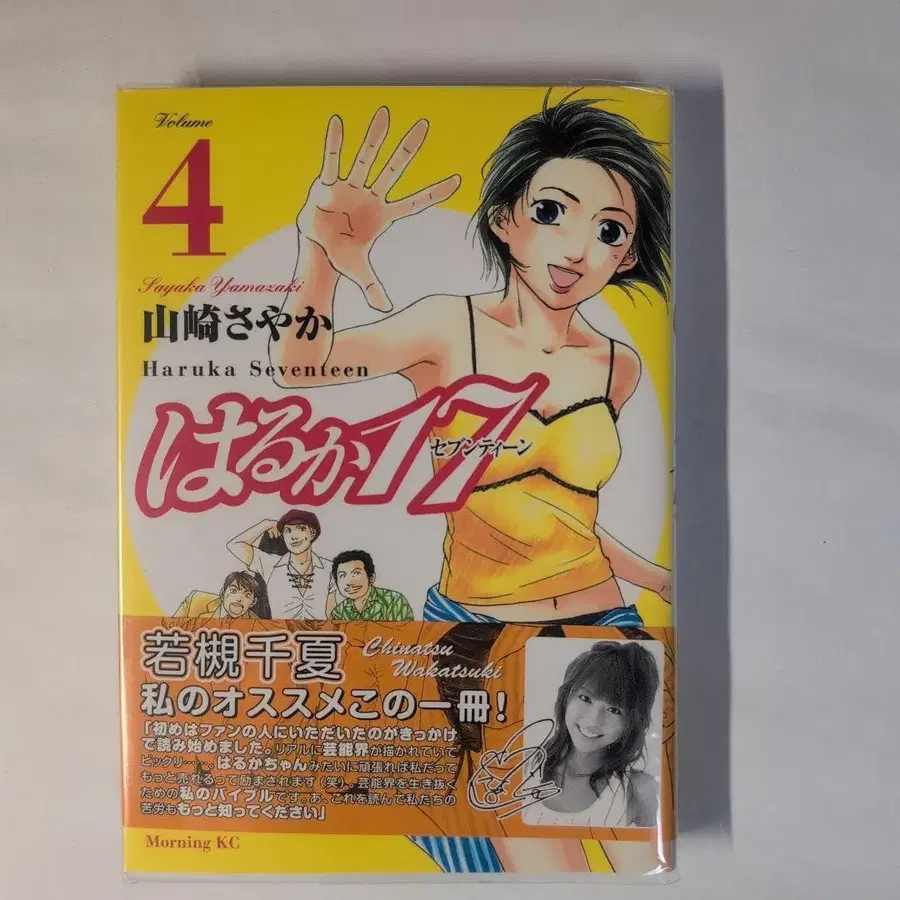 Volume
4
Sayaka Yamazaki
山崎さやか
Haruka Seventeen
はるか17
セブンティーン
若槻千夏
Chinatsu
Wakatsuki
私のオススメこの一冊!
「初めはファンの人にいただいたのがきっかけ
で読み始めました。リアルに芸能界が描かれていて
ビックリ……。はるかちゃんみたいに頑張れば私だって
もっと売れるって励まされます(笑)。芸能界を生き抜く
ための私のバイブルです。あ、これを読んで私たちの
苦労ももっと知ってください」
Morning KC